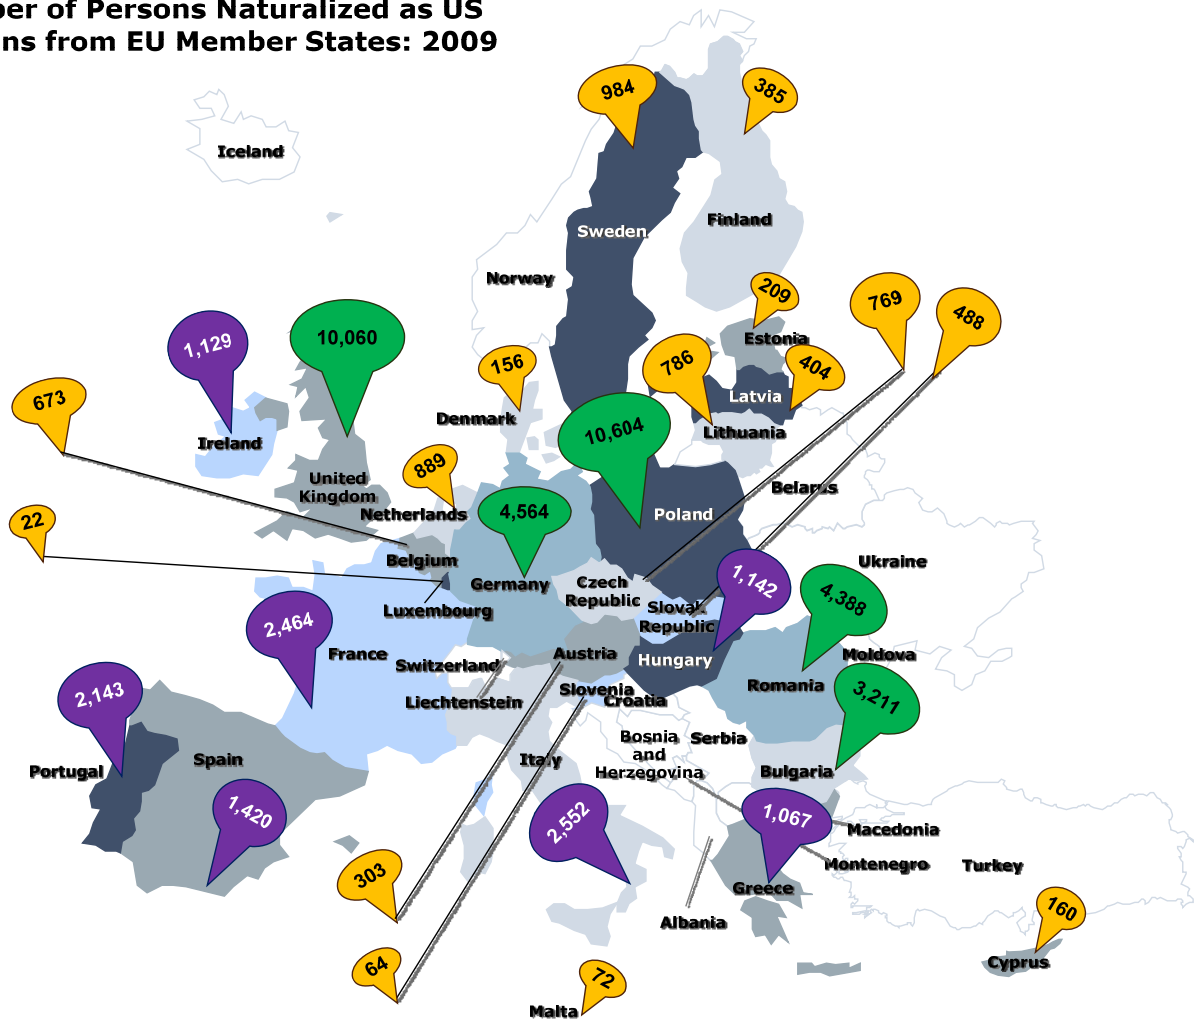 ber of Persons Naturalized as US
ns from EU Member States: 2009
984
385
Iceland
Finland
Sweden
Norway
209
769
488
1,129
10,060
Estonia
156
786
404
673
Latvia
Denmark
10,604
Lithuania
Ireland
889
United
Kingdom
Belarus
Netherlands
4,564
Poland
22
Belgium
Ukraine
Germany
Czech
Republic
1,142
4,388
Luxembourg
Slovak
Republic
2,464
France
Austria
Moldova
Switzerland
Hungary
2,143
Slovenia
Romania
3,211
Liechtenstein
Croatia
Bosnia
and
Herzegovina
Serbia
Spain
Italy
Portugal
Bulgaria
1,420
2,552
1,067
Macedonia
Montenegro
Turkey
303
Greece
160
Albania
64
Cyprus
72
Malta